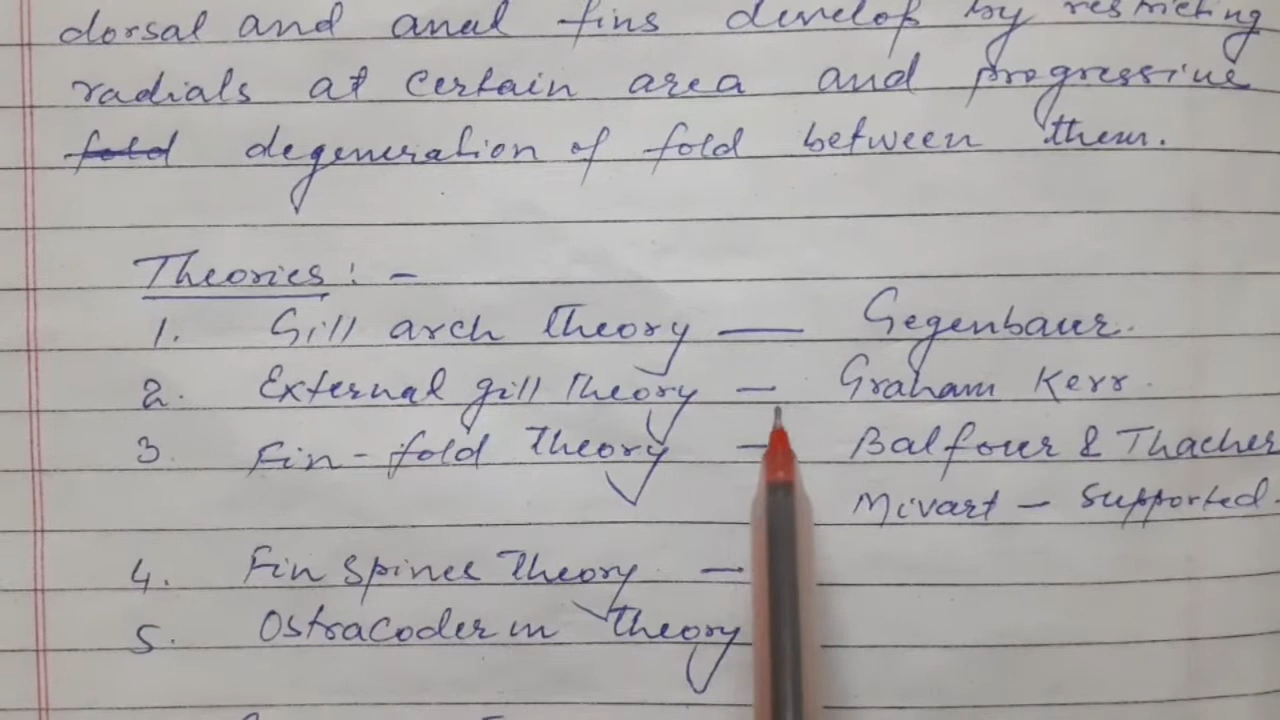 dorsal and anal fins develop by restricting
radials at certain area and progressive
fold degeneration of fold between them.
Theories : -
1. Gill arch theory — Gegenbaur.
2. External gill Theory — Graham Kerr.
3. Fin-fold Theory — Balfour & Thacher
Mivart — Supported
4. Fin spines Theory —
5. Ostracoderm Theory